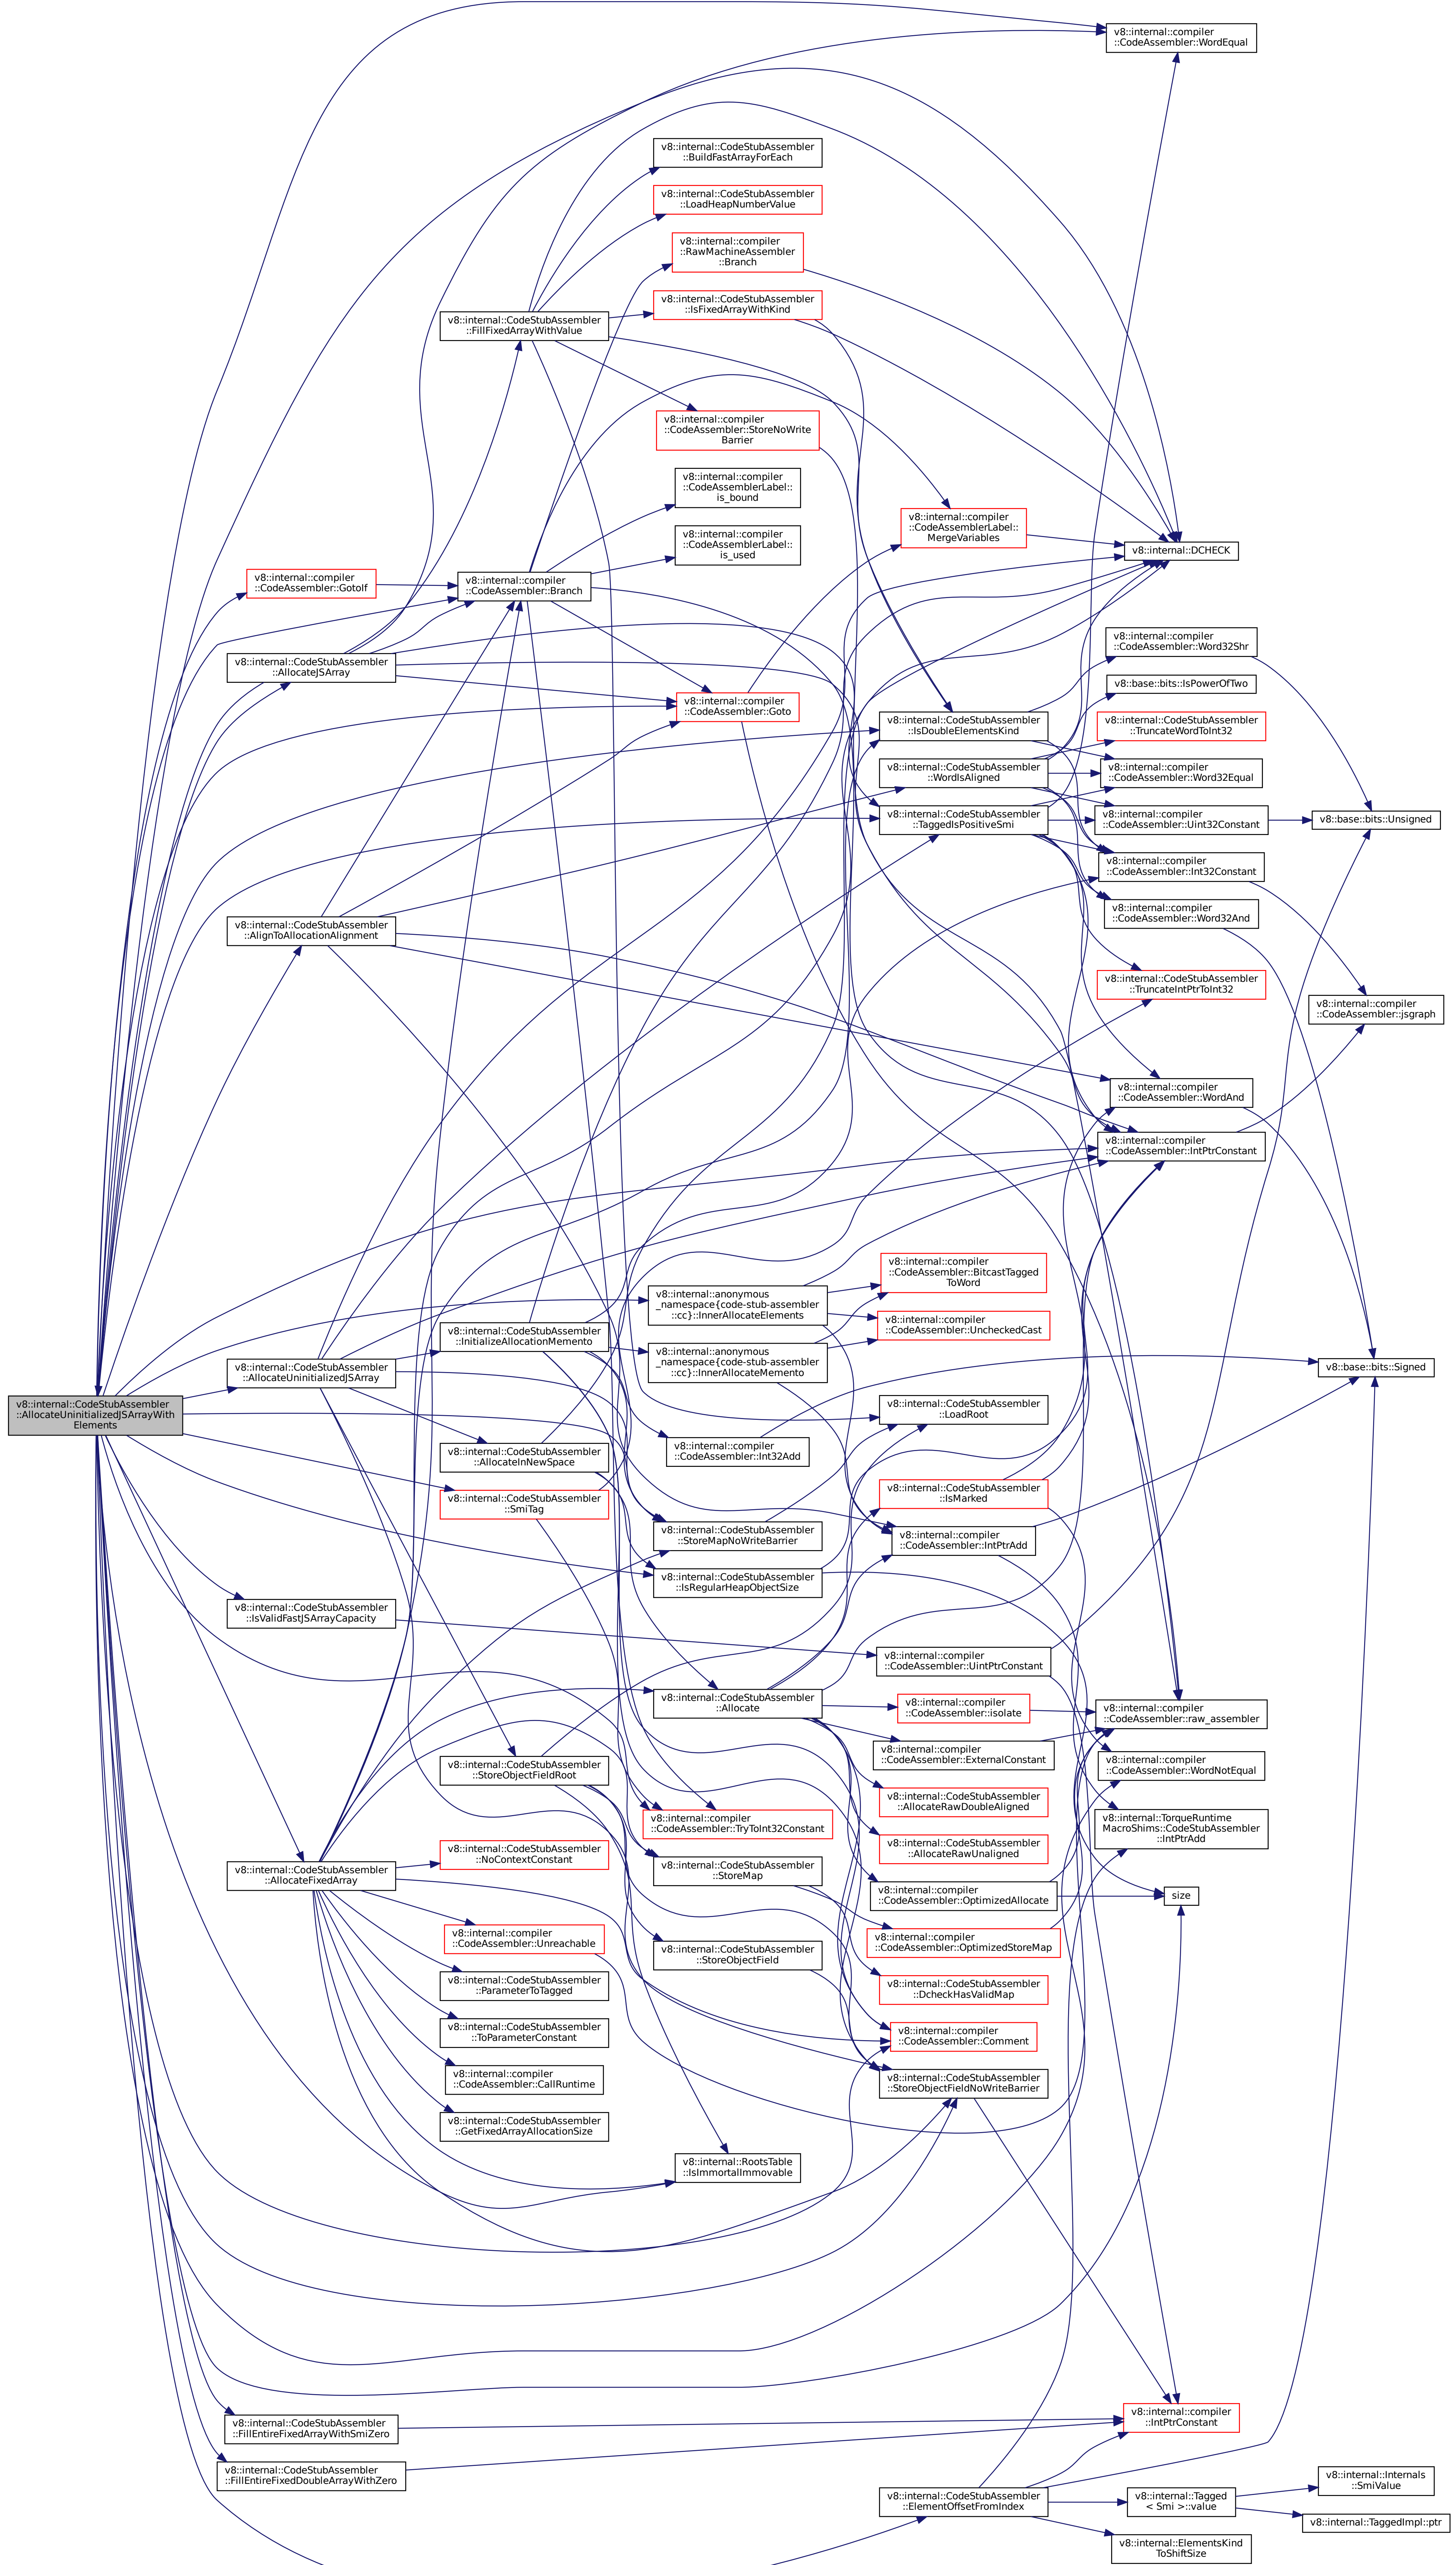 v8::internal::compiler
::CodeAssembler::WordEqual
v8::internal::CodeStubAssembler
::BuildFastArrayForEach
v8::internal::CodeStubAssembler
::LoadHeapNumberValue
v8::internal::compiler
::RawMachineAssembler
::Branch
v8::internal::CodeStubAssembler
::IsFixedArrayWithKind
v8::internal::CodeStubAssembler
::FillFixedArrayWithValue
v8::internal::compiler
::CodeAssembler::StoreNoWrite
Barrier
v8::internal::compiler
::CodeAssemblerLabel::
is_bound
v8::internal::compiler
::CodeAssemblerLabel::
MergeVariables
v8::internal::compiler
::CodeAssemblerLabel::
is_used
v8::internal::DCHECK
v8::internal::compiler
::CodeAssembler::GotoIf
v8::internal::compiler
::CodeAssembler::Branch
v8::internal::compiler
::CodeAssembler::Word32Shr
v8::internal::CodeStubAssembler
::AllocateJSArray
v8::base::bits::IsPowerOfTwo
v8::internal::compiler
::CodeAssembler::Goto
v8::internal::CodeStubAssembler
::IsDoubleElementsKind
v8::internal::CodeStubAssembler
::TruncateWordToInt32
v8::internal::CodeStubAssembler
::WordIsAligned
v8::internal::compiler
::CodeAssembler::Word32Equal
v8::internal::CodeStubAssembler
::TaggedIsPositiveSmi
v8::internal::compiler
::CodeAssembler::Uint32Constant
v8::base::bits::Unsigned
v8::internal::compiler
::CodeAssembler::Int32Constant
v8::internal::compiler
::CodeAssembler::Word32And
v8::internal::CodeStubAssembler
::AlignToAllocationAlignment
v8::internal::CodeStubAssembler
::TruncateIntPtrToInt32
v8::internal::compiler
::CodeAssembler::jsgraph
v8::internal::compiler
::CodeAssembler::WordAnd
v8::internal::compiler
::CodeAssembler::IntPtrConstant
v8::internal::compiler
::CodeAssembler::BitcastTagged
ToWord
v8::internal::anonymous
_namespace{code-stub-assembler
::cc}::InnerAllocateElements
v8::internal::compiler
::CodeAssembler::UncheckedCast
v8::internal::CodeStubAssembler
::InitializeAllocationMemento
v8::internal::anonymous
_namespace{code-stub-assembler
::cc}::InnerAllocateMemento
v8::base::bits::Signed
v8::internal::CodeStubAssembler
::AllocateUninitializedJSArray
v8::internal::CodeStubAssembler
::AllocateUninitializedJSArrayWith
Elements
v8::internal::CodeStubAssembler
::LoadRoot
v8::internal::compiler
::CodeAssembler::Int32Add
v8::internal::CodeStubAssembler
::AllocateInNewSpace
v8::internal::CodeStubAssembler
::IsMarked
v8::internal::CodeStubAssembler
::SmiTag
v8::internal::CodeStubAssembler
::StoreMapNoWriteBarrier
v8::internal::compiler
::CodeAssembler::IntPtrAdd
v8::internal::CodeStubAssembler
::IsRegularHeapObjectSize
v8::internal::CodeStubAssembler
::IsValidFastJSArrayCapacity
v8::internal::compiler
::CodeAssembler::UintPtrConstant
v8::internal::CodeStubAssembler
::Allocate
v8::internal::compiler
::CodeAssembler::isolate
v8::internal::compiler
::CodeAssembler::raw_assembler
v8::internal::compiler
::CodeAssembler::ExternalConstant
v8::internal::compiler
::CodeAssembler::WordNotEqual
v8::internal::CodeStubAssembler
::StoreObjectFieldRoot
v8::internal::CodeStubAssembler
::AllocateRawDoubleAligned
v8::internal::compiler
::CodeAssembler::TryToInt32Constant
v8::internal::TorqueRuntime
MacroShims::CodeStubAssembler
::IntPtrAdd
v8::internal::CodeStubAssembler
::AllocateRawUnaligned
v8::internal::CodeStubAssembler
::NoContextConstant
v8::internal::CodeStubAssembler
::AllocateFixedArray
v8::internal::CodeStubAssembler
::StoreMap
v8::internal::compiler
::CodeAssembler::OptimizedAllocate
size
v8::internal::compiler
::CodeAssembler::Unreachable
v8::internal::compiler
::CodeAssembler::OptimizedStoreMap
v8::internal::CodeStubAssembler
::StoreObjectField
v8::internal::CodeStubAssembler
::ParameterToTagged
v8::internal::CodeStubAssembler
::DcheckHasValidMap
v8::internal::CodeStubAssembler
::ToParameterConstant
v8::internal::compiler
::CodeAssembler::Comment
v8::internal::compiler
::CodeAssembler::CallRuntime
v8::internal::CodeStubAssembler
::StoreObjectFieldNoWriteBarrier
v8::internal::CodeStubAssembler
::GetFixedArrayAllocationSize
v8::internal::RootsTable
::IsImmortalImmovable
v8::internal::compiler
::IntPtrConstant
v8::internal::CodeStubAssembler
::FillEntireFixedArrayWithSmiZero
v8::internal::CodeStubAssembler
::FillEntireFixedDoubleArrayWithZero
v8::internal::Internals
::SmiValue
v8::internal::CodeStubAssembler
::ElementOffsetFromIndex
v8::internal::Tagged
< Smi >::value
v8::internal::TaggedImpl::ptr
v8::internal::ElementsKind
ToShiftSize